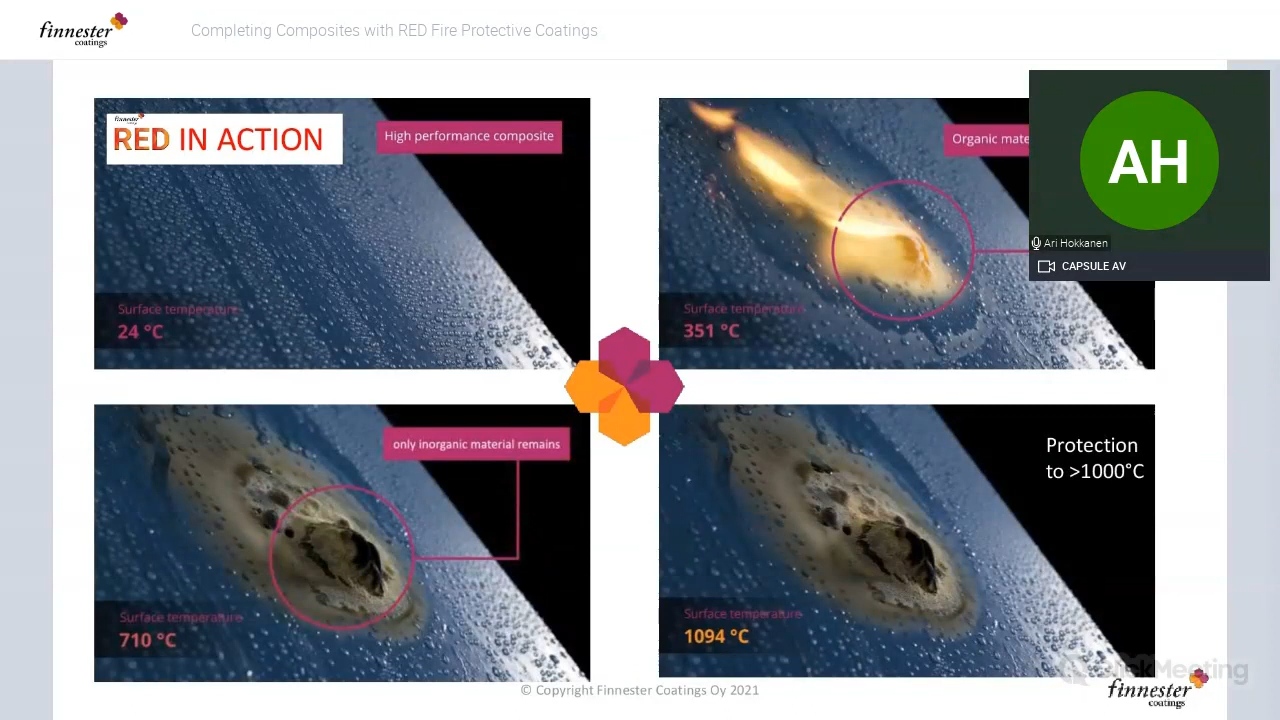 finnester
coatings
Completing Composites with RED Fire Protective Coatings
finnester
RED IN ACTION
High performance composite
Surface temperature
24 °C
Organic mate
Surface temperature
351 °C
AH
Ari Hokkanen
CAPSULE AV
only inorganic material remains
Surface temperature
710 °C
Protection
to >1000°C
Surface temperature
1094 °C
ClickMeeting
© Copyright Finnester Coatings Oy 2021
finnester
coatings